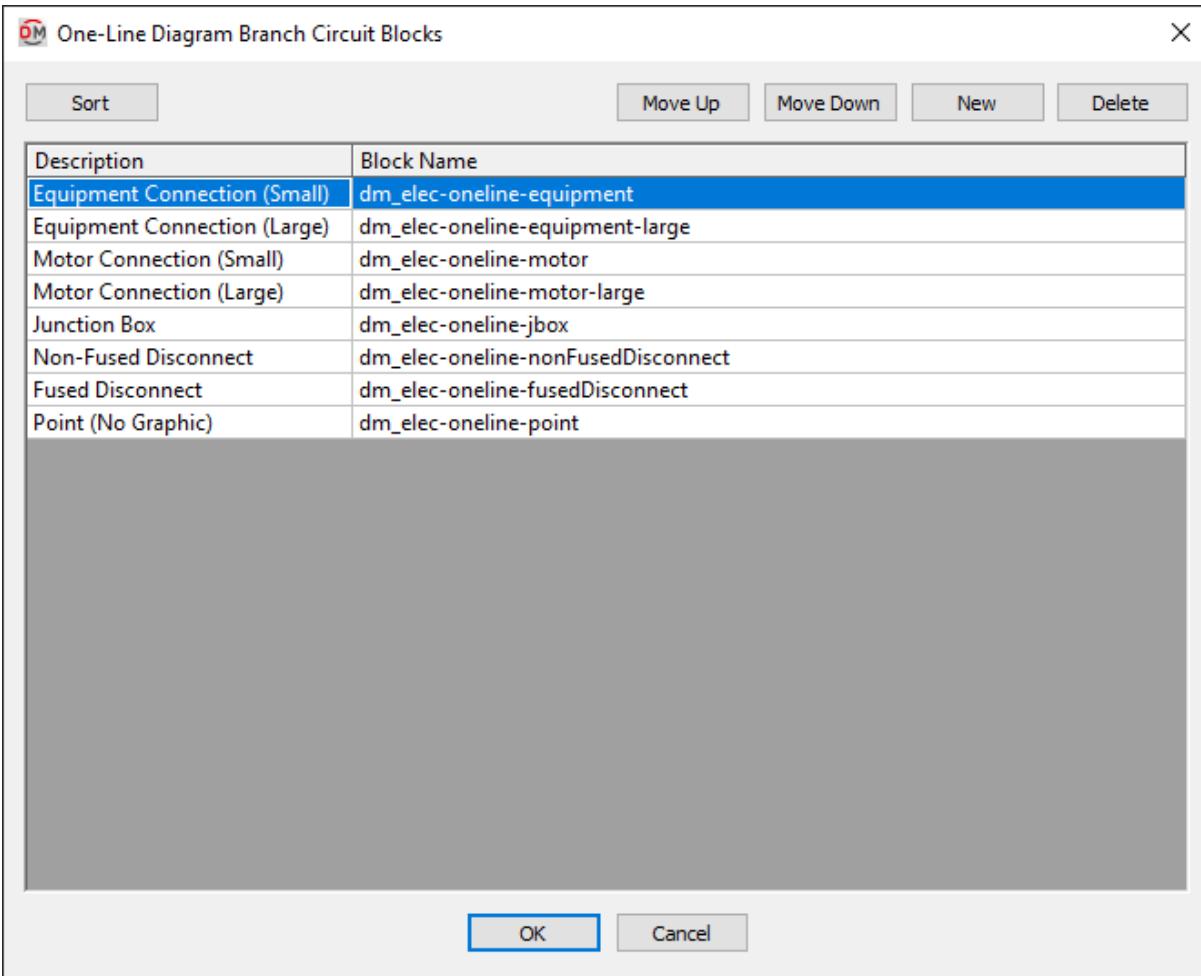 DM One-Line Diagram Branch Circuit Blocks
Sort Move Up Move Down New Delete
Description Block Name
Equipment Connection (Small) dm_elec-oneline-equipment
Equipment Connection (Large) dm_elec-oneline-equipment-large
Motor Connection (Small) dm_elec-oneline-motor
Motor Connection (Large) dm_elec-oneline-motor-large
Junction Box dm_elec-oneline-jbox
Non-Fused Disconnect dm_elec-oneline-nonFusedDisconnect
Fused Disconnect dm_elec-oneline-fusedDisconnect
Point (No Graphic) dm_elec-oneline-point
OK Cancel